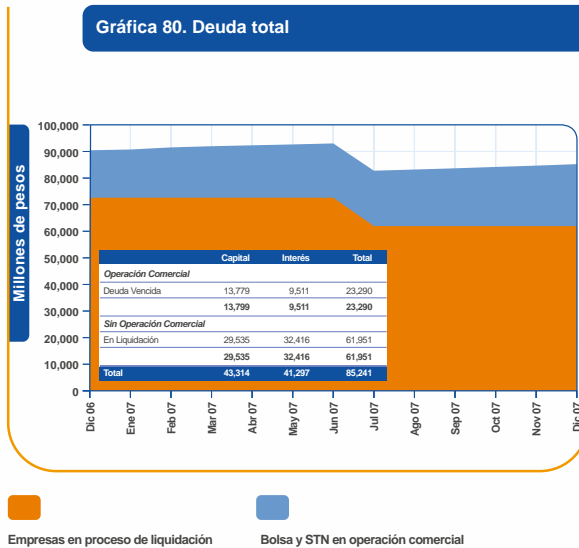 Gráfica 80. Deuda total
Millones de pesos
100,000
90,000
80,000
70,000
60,000
50,000
40,000
30,000
20,000
10,000
0
Capital Interés Total
Operación Comercial
Deuda Vencida 13,779 9,511 23,290
13,799 9,511 23,290
Sin Operación Comercial
En Liquidación 29,535 32,416 61,951
29,535 32,416 61,951
Total 43,314 41,297 85,241
Dic 06 Ene 07 Feb 07 Mar 07 Abr 07 May 07 Jun 07 Jul 07 Ago 07 Sep 07 Oct 07 Nov 07 Dic 07
Empresas en proceso de liquidación Bolsa y STN en operación comercial